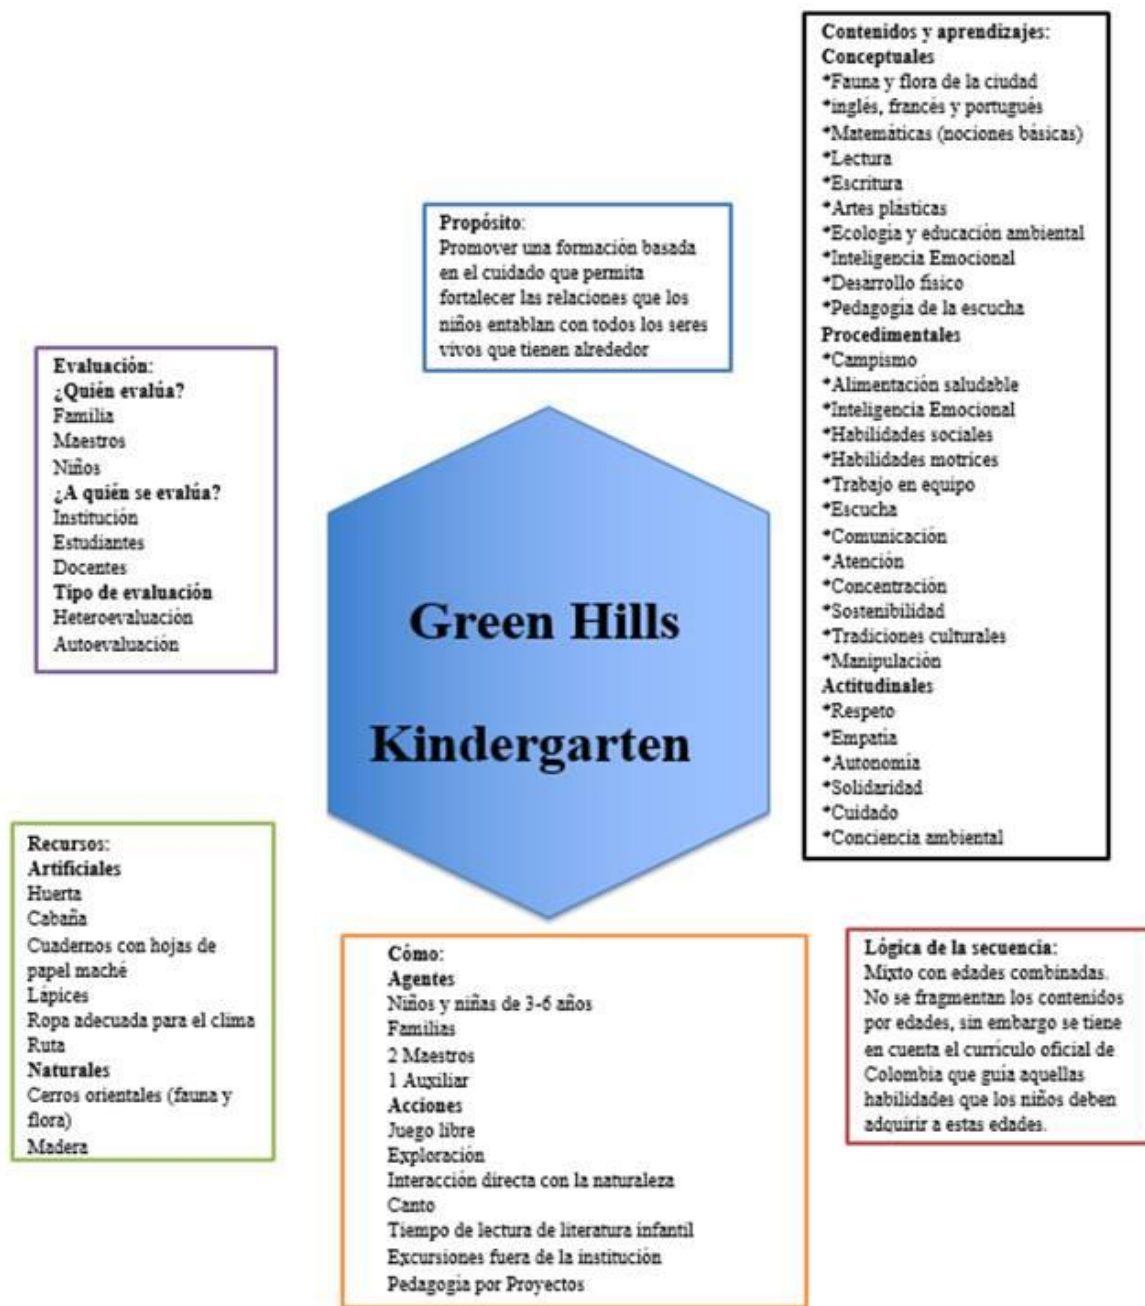 Contenidos y aprendizajes:
Conceptuales
*Fauna y flora de la ciudad
*inglés, francés y portugués
*Matemáticas (nociones básicas)
*Lectura
*Escritura
*Artes plásticas
*Ecología y educación ambiental
*Inteligencia Emocional
*Desarrollo físico
*Pedagogía de la escucha
Procedimentales
*Campismo
*Alimentación saludable
*Inteligencia Emocional
*Habilidades sociales
*Habilidades motrices
*Trabajo en equipo
*Escucha
*Comunicación
*Atención
*Concentración
*Sostenibilidad
*Tradiciones culturales
*Manipulación
Actitudinales
*Respeto
*Empatía
*Autonomía
*Solidaridad
*Cuidado
*Conciencia ambiental
Propósito:
Promover una formación basada
en el cuidado que permita
fortalecer las relaciones que los
niños entablan con todos los seres
vivos que tienen alrededor
Evaluación:
¿Quién evalúa?
Familia
Maestros
Niños
¿A quién se evalúa?
Institución
Estudiantes
Docentes
Tipo de evaluación
Heteroevaluación
Autoevaluación
Green Hills
Kindergarten
Recursos:
Artificiales
Huerta
Cabaña
Cuadernos con hojas de
papel maché
Lápices
Ropa adecuada para el clima
Ruta
Naturales
Cerros orientales (fauna y
flora)
Madera
Cómo:
Agentes
Niños y niñas de 3-6 años
Familias
2 Maestros
1 Auxiliar
Acciones
Juego libre
Exploración
Interacción directa con la naturaleza
Canto
Tiempo de lectura de literatura infantil
Excursiones fuera de la institución
Pedagogía por Proyectos
Lógica de la secuencia:
Mixto con edades combinadas.
No se fragmentan los contenidos
por edades, sin embargo se tiene
en cuenta el currículo oficial de
Colombia que guía aquellas
habilidades que los niños deben
adquirir a estas edades.